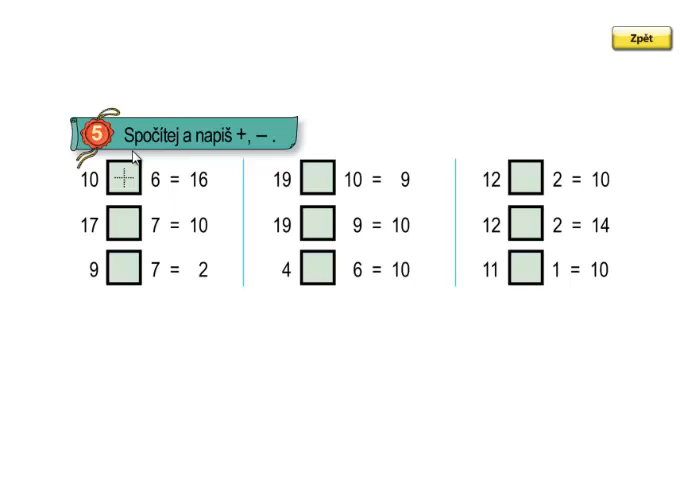 Zpět
5 Spočítej a napiš +, – .
10 + 6 = 16
17 7 = 10
9 7 = 2
19 10 = 9
19 9 = 10
4 6 = 10
12 2 = 10
12 2 = 14
11 1 = 10